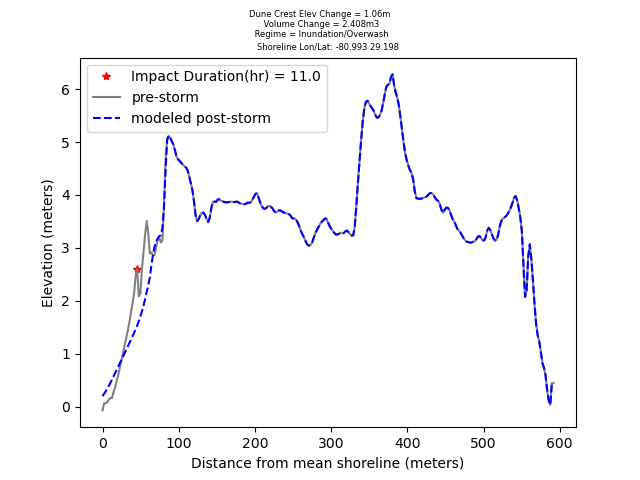 Dune Crest Elev Change = 1.06m
Volume Change = 2.408m3
Regime = Inundation/Overwash
Shoreline Lon/Lat: -80.993 29.198
Impact Duration(hr) = 11.0
pre-storm
modeled post-storm
Elevation (meters)
6
5
4
3
2
1
0
0 100 200 300 400 500 600
Distance from mean shoreline (meters)